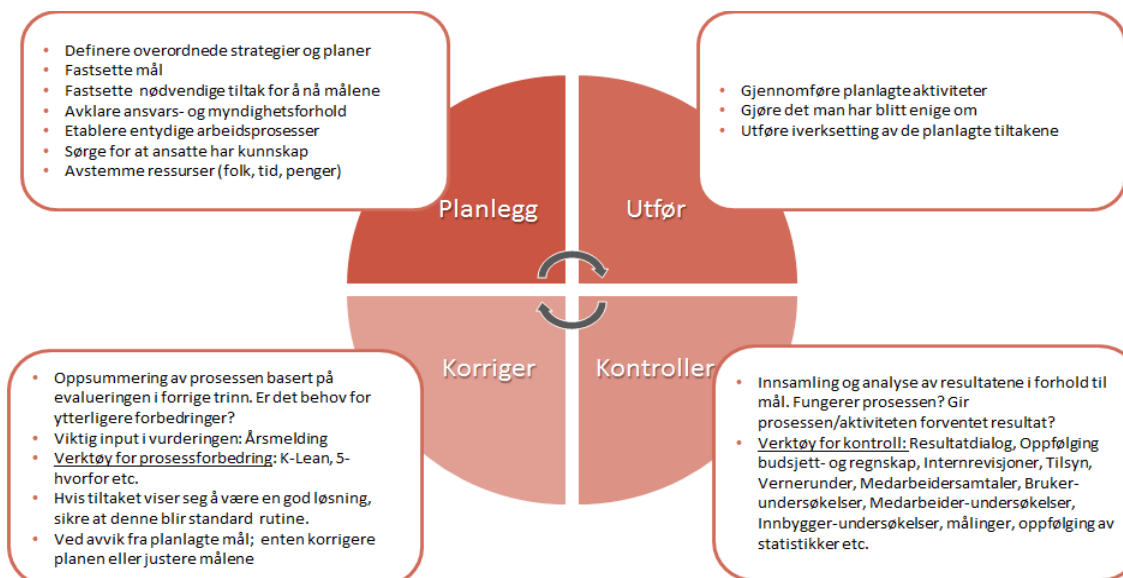 • Definere overordnede strategier og planer
• Fastsette mål
• Fastsette nødvendige tiltak for å nå målene
• Avklare ansvars- og myndighetsforhold
• Etablere entydige arbeidsprosesser
• Sørge for at ansatte har kunnskap
• Avstemme ressurser (folk, tid, penger)
• Gjennomføre planlagte aktiviteter
• Gjøre det man har blitt enige om
• Utføre iverksetting av de planlagte tiltakene
Planlegg
Utfør
Korriger
Kontroller
• Oppsummering av prosessen basert på
evalueringen i forrige trinn. Er det behov for
ytterligere forbedringer?
• Viktig input i vurderingen: Årsmelding
• Verktøy for prosessforbedring: K-Lean, 5-
hvorfor etc.
• Hvis tiltaket viser seg å være en god løsning,
sikre at denne blir standard rutine.
• Ved avvik fra planlagte mål; enten korrigere
planen eller justere målene
• Innsamling og analyse av resultatene i forhold til
mål. Fungerer prosessen? Gir
prosessen/aktiviteten forventet resultat?
• Verktøy for kontroll: Resultatdialog, Oppfølging
budsjett- og regnskap, Internrevisjoner, Tilsyn,
Vernerunder, Medarbeidersamtaler, Bruker-
undersøkelser, Medarbeider-undersøkelser,
Innbygger-undersøkelser, målinger, oppfølging av
statistikker etc.